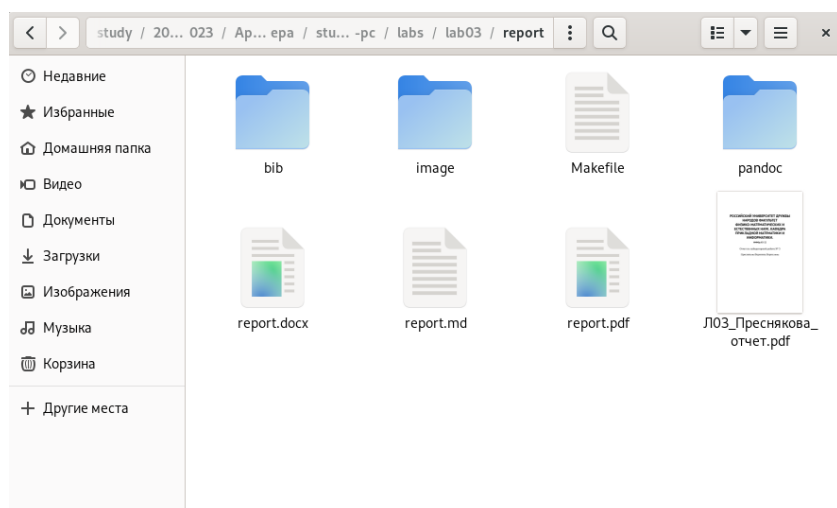 study / 20... 023 / Ap... epa / stu... -pc / labs / lab03 / report
Недавние
Избранные
Домашняя папка
Видео
Документы
Загрузки
Изображения
Музыка
Корзина
Другие места
bib
image
Makefile
pandoc
report.docx
report.md
report.pdf
Л03_Преснякова_
отчет.pdf